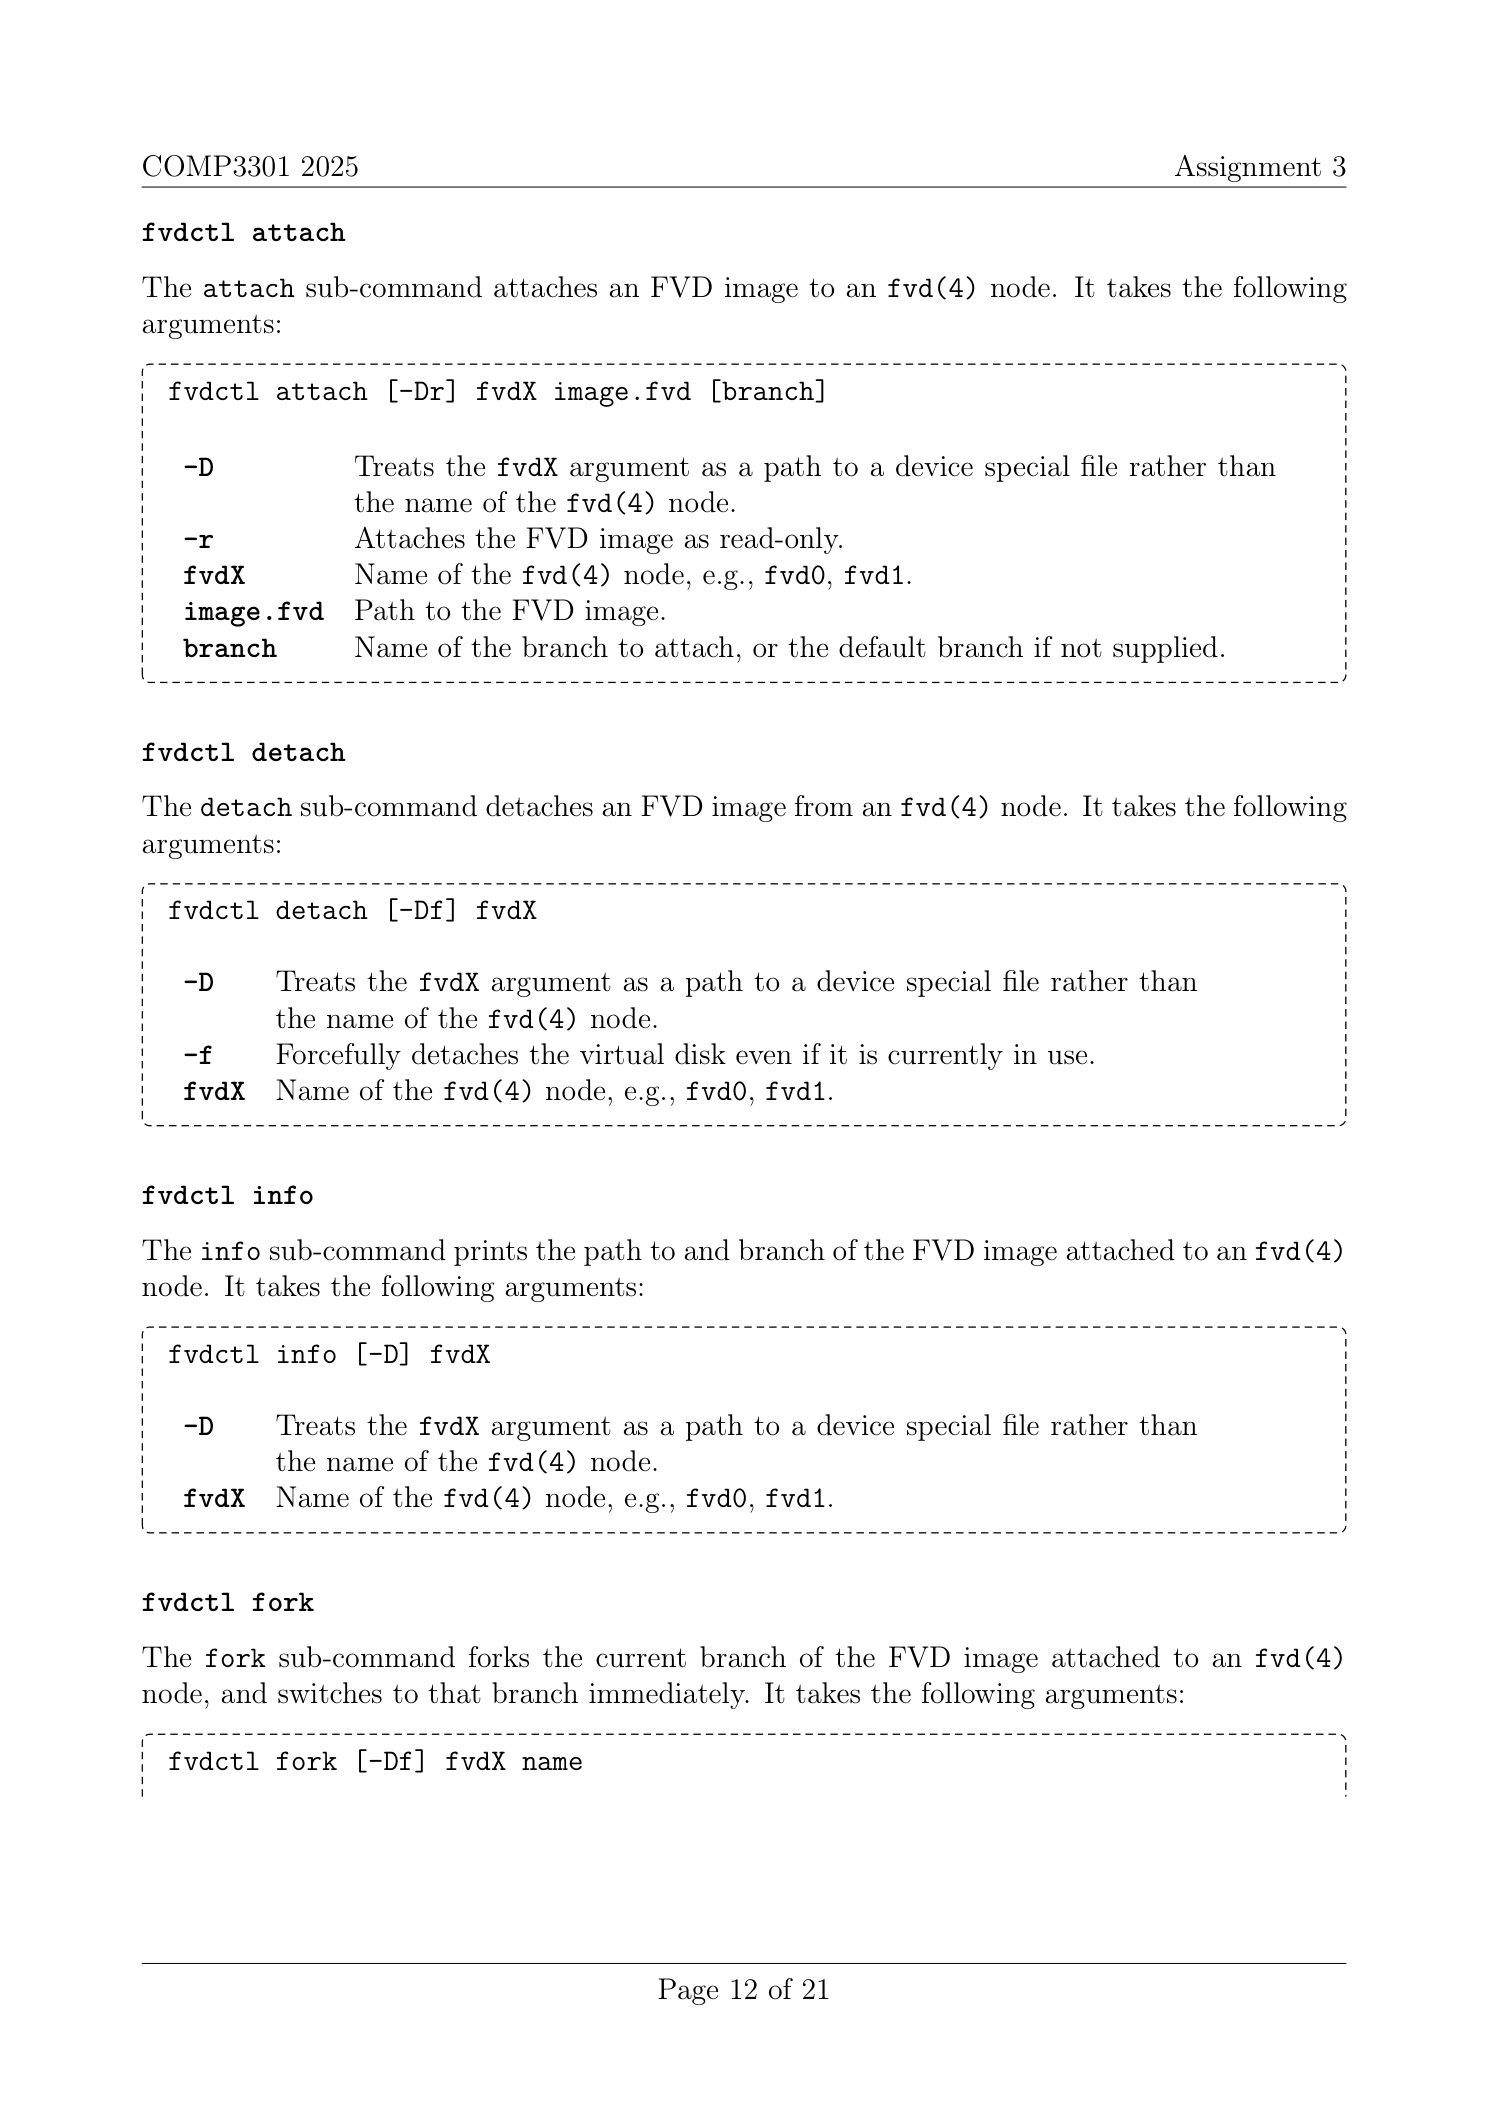 COMP3301 2025 Assignment 3
fvdctl attach
The attach sub-command attaches an FVD image to an fvd(4) node. It takes the following
arguments:
fvdctl attach [-Dr] fvdX image.fvd [branch]
-D Treats the fvdX argument as a path to a device special file rather than
the name of the fvd(4) node.
-r Attaches the FVD image as read-only.
fvdX Name of the fvd(4) node, e.g., fvd0, fvd1.
image.fvd Path to the FVD image.
branch Name of the branch to attach, or the default branch if not supplied.
fvdctl detach
The detach sub-command detaches an FVD image from an fvd(4) node. It takes the following
arguments:
fvdctl detach [-Df] fvdX
-D Treats the fvdX argument as a path to a device special file rather than
the name of the fvd(4) node.
-f Forcefully detaches the virtual disk even if it is currently in use.
fvdX Name of the fvd(4) node, e.g., fvd0, fvd1.
fvdctl info
The info sub-command prints the path to and branch of the FVD image attached to an fvd(4)
node. It takes the following arguments:
fvdctl info [-D] fvdX
-D Treats the fvdX argument as a path to a device special file rather than
the name of the fvd(4) node.
fvdX Name of the fvd(4) node, e.g., fvd0, fvd1.
fvdctl fork
The fork sub-command forks the current branch of the FVD image attached to an fvd(4)
node, and switches to that branch immediately. It takes the following arguments:
fvdctl fork [-Df] fvdX name
Page 12 of 21